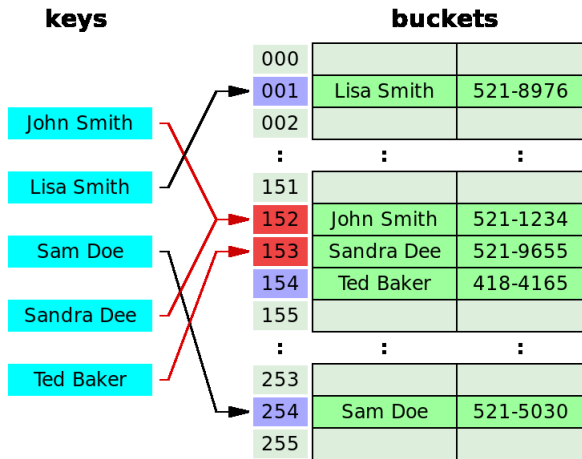 keys
buckets
000
001 Lisa Smith 521-8976
002
: : :
151
152 John Smith 521-1234
153 Sandra Dee 521-9655
154 Ted Baker 418-4165
155
: : :
253
254 Sam Doe 521-5030
255
John Smith
Lisa Smith
Sam Doe
Sandra Dee
Ted Baker